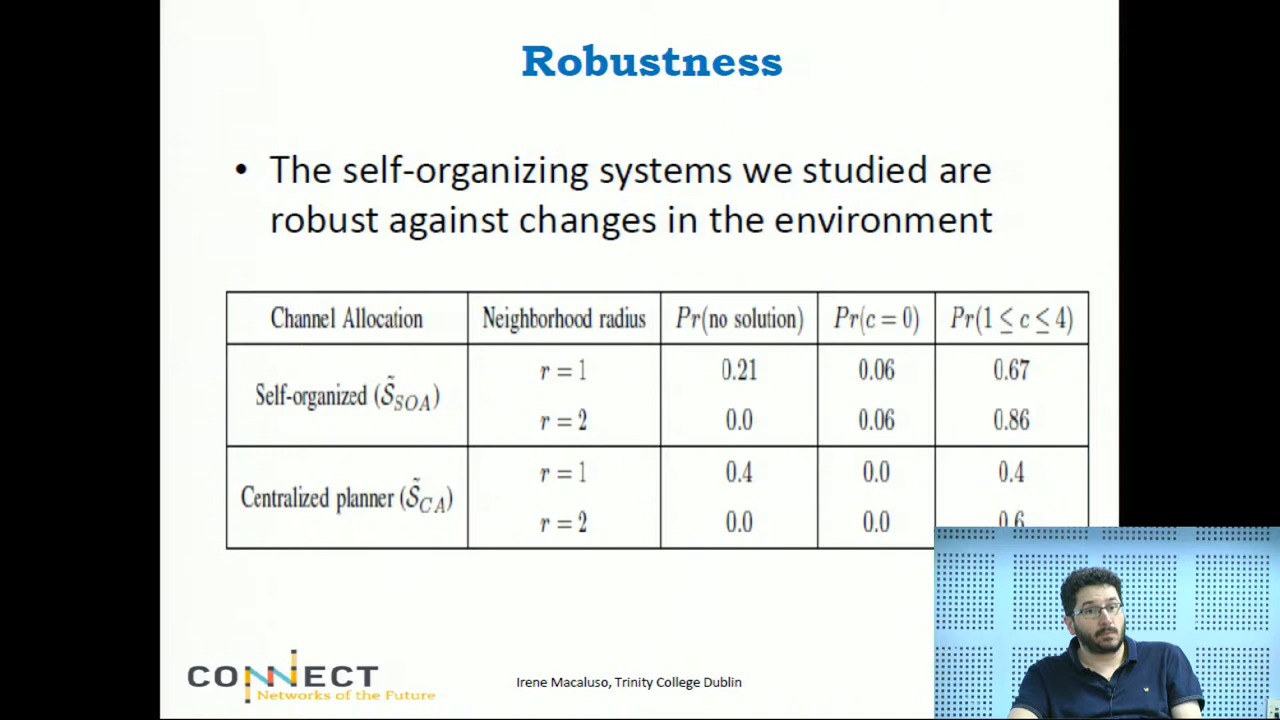 Robustness
• The self-organizing systems we studied are
robust against changes in the environment
Channel Allocation Neighborhood radius Pr(no solution) Pr(c = 0) Pr(1 ≤ c ≤ 4)
Self-organized (S̃_SOA)
r = 1 0.21 0.06 0.67
r = 2 0.0 0.06 0.86
Centralized planner (S̃_CA)
r = 1 0.4 0.0 0.4
r = 2 0.0 0.0 0.6
CONNECT
Networks of the Future
Irene Macaluso, Trinity College Dublin